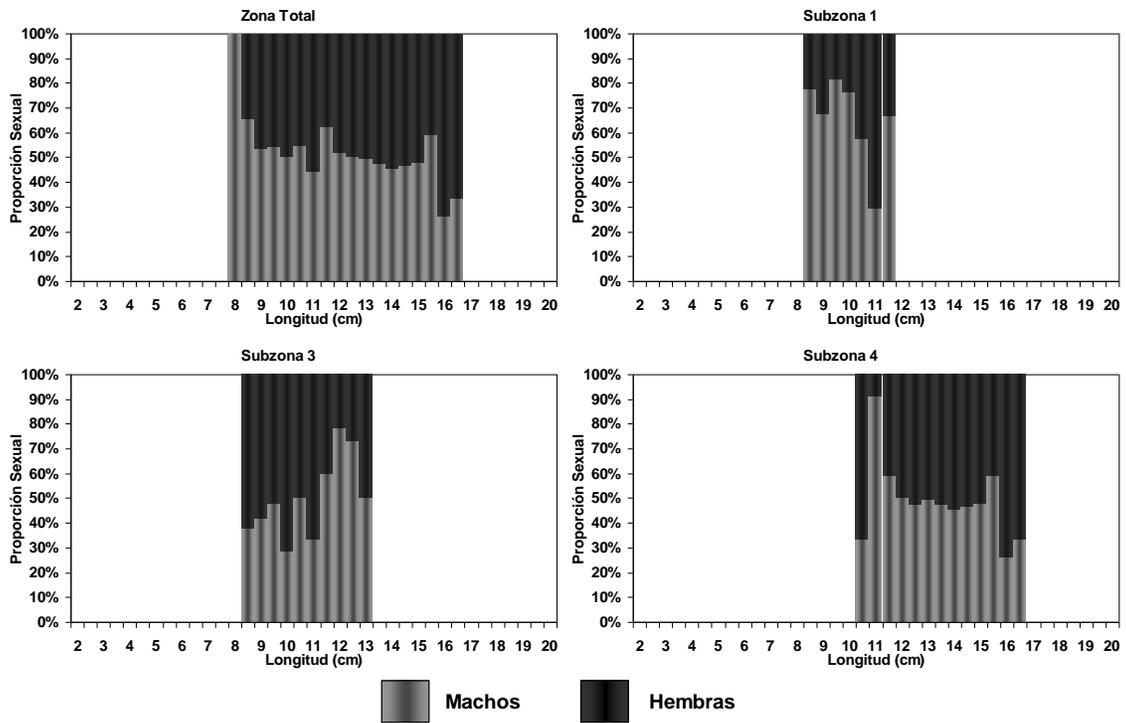 Zona Total
Proporción Sexual
100%
90%
80%
70%
60%
50%
40%
30%
20%
10%
0%
2 3 4 5 6 7 8 9 10 11 12 13 14 15 16 17 18 19 20
Longitud (cm)
Subzona 1
Proporción Sexual
100%
90%
80%
70%
60%
50%
40%
30%
20%
10%
0%
2 3 4 5 6 7 8 9 10 11 12 13 14 15 16 17 18 19 20
Longitud (cm)
Subzona 3
Proporción Sexual
100%
90%
80%
70%
60%
50%
40%
30%
20%
10%
0%
2 3 4 5 6 7 8 9 10 11 12 13 14 15 16 17 18 19 20
Longitud (cm)
Subzona 4
Proporción Sexual
100%
90%
80%
70%
60%
50%
40%
30%
20%
10%
0%
2 3 4 5 6 7 8 9 10 11 12 13 14 15 16 17 18 19 20
Longitud (cm)
Machos Hembras